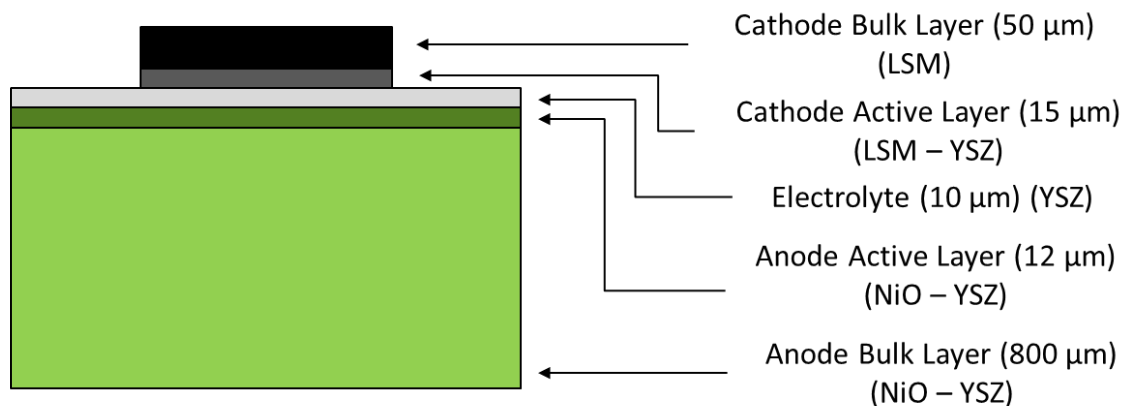 Cathode Bulk Layer (50 µm)
(LSM)
Cathode Active Layer (15 µm)
(LSM – YSZ)
Electrolyte (10 µm) (YSZ)
Anode Active Layer (12 µm)
(NiO – YSZ)
Anode Bulk Layer (800 µm)
(NiO – YSZ)